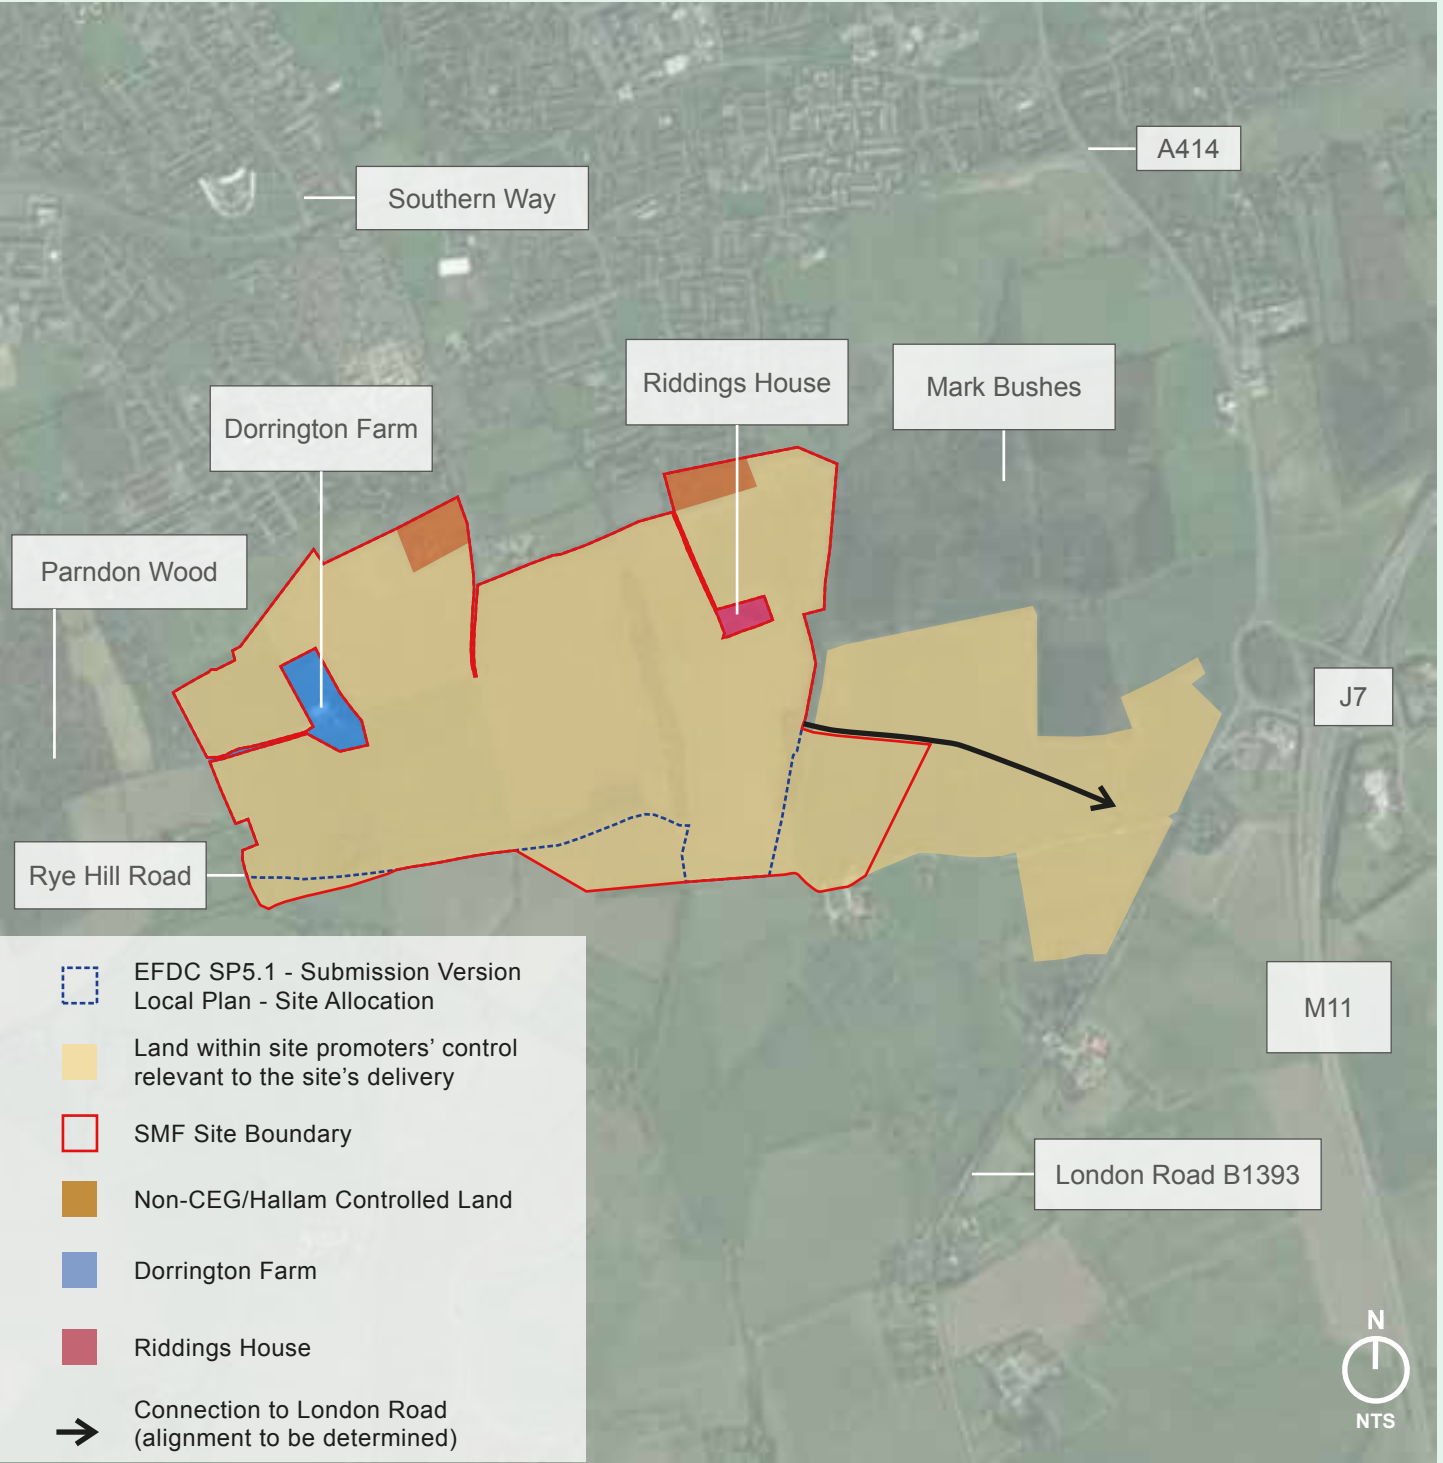 A414
Southern Way
Riddings House
Mark Bushes
Dorrington Farm
Parndon Wood
J7
Rye Hill Road
M11
London Road B1393
EFDC SP5.1 - Submission Version
Local Plan - Site Allocation
Land within site promoters’ control
relevant to the site’s delivery
SMF Site Boundary
Non-CEG/Hallam Controlled Land
Dorrington Farm
Riddings House
Connection to London Road
(alignment to be determined)
N
NTS